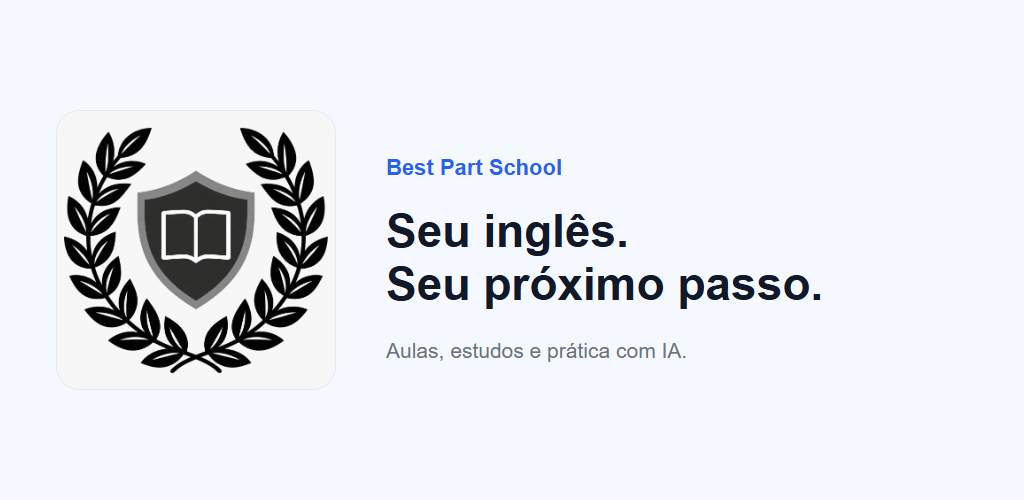 Best Part School
Seu inglês.
Seu próximo passo.
Aulas, estudos e prática com IA.